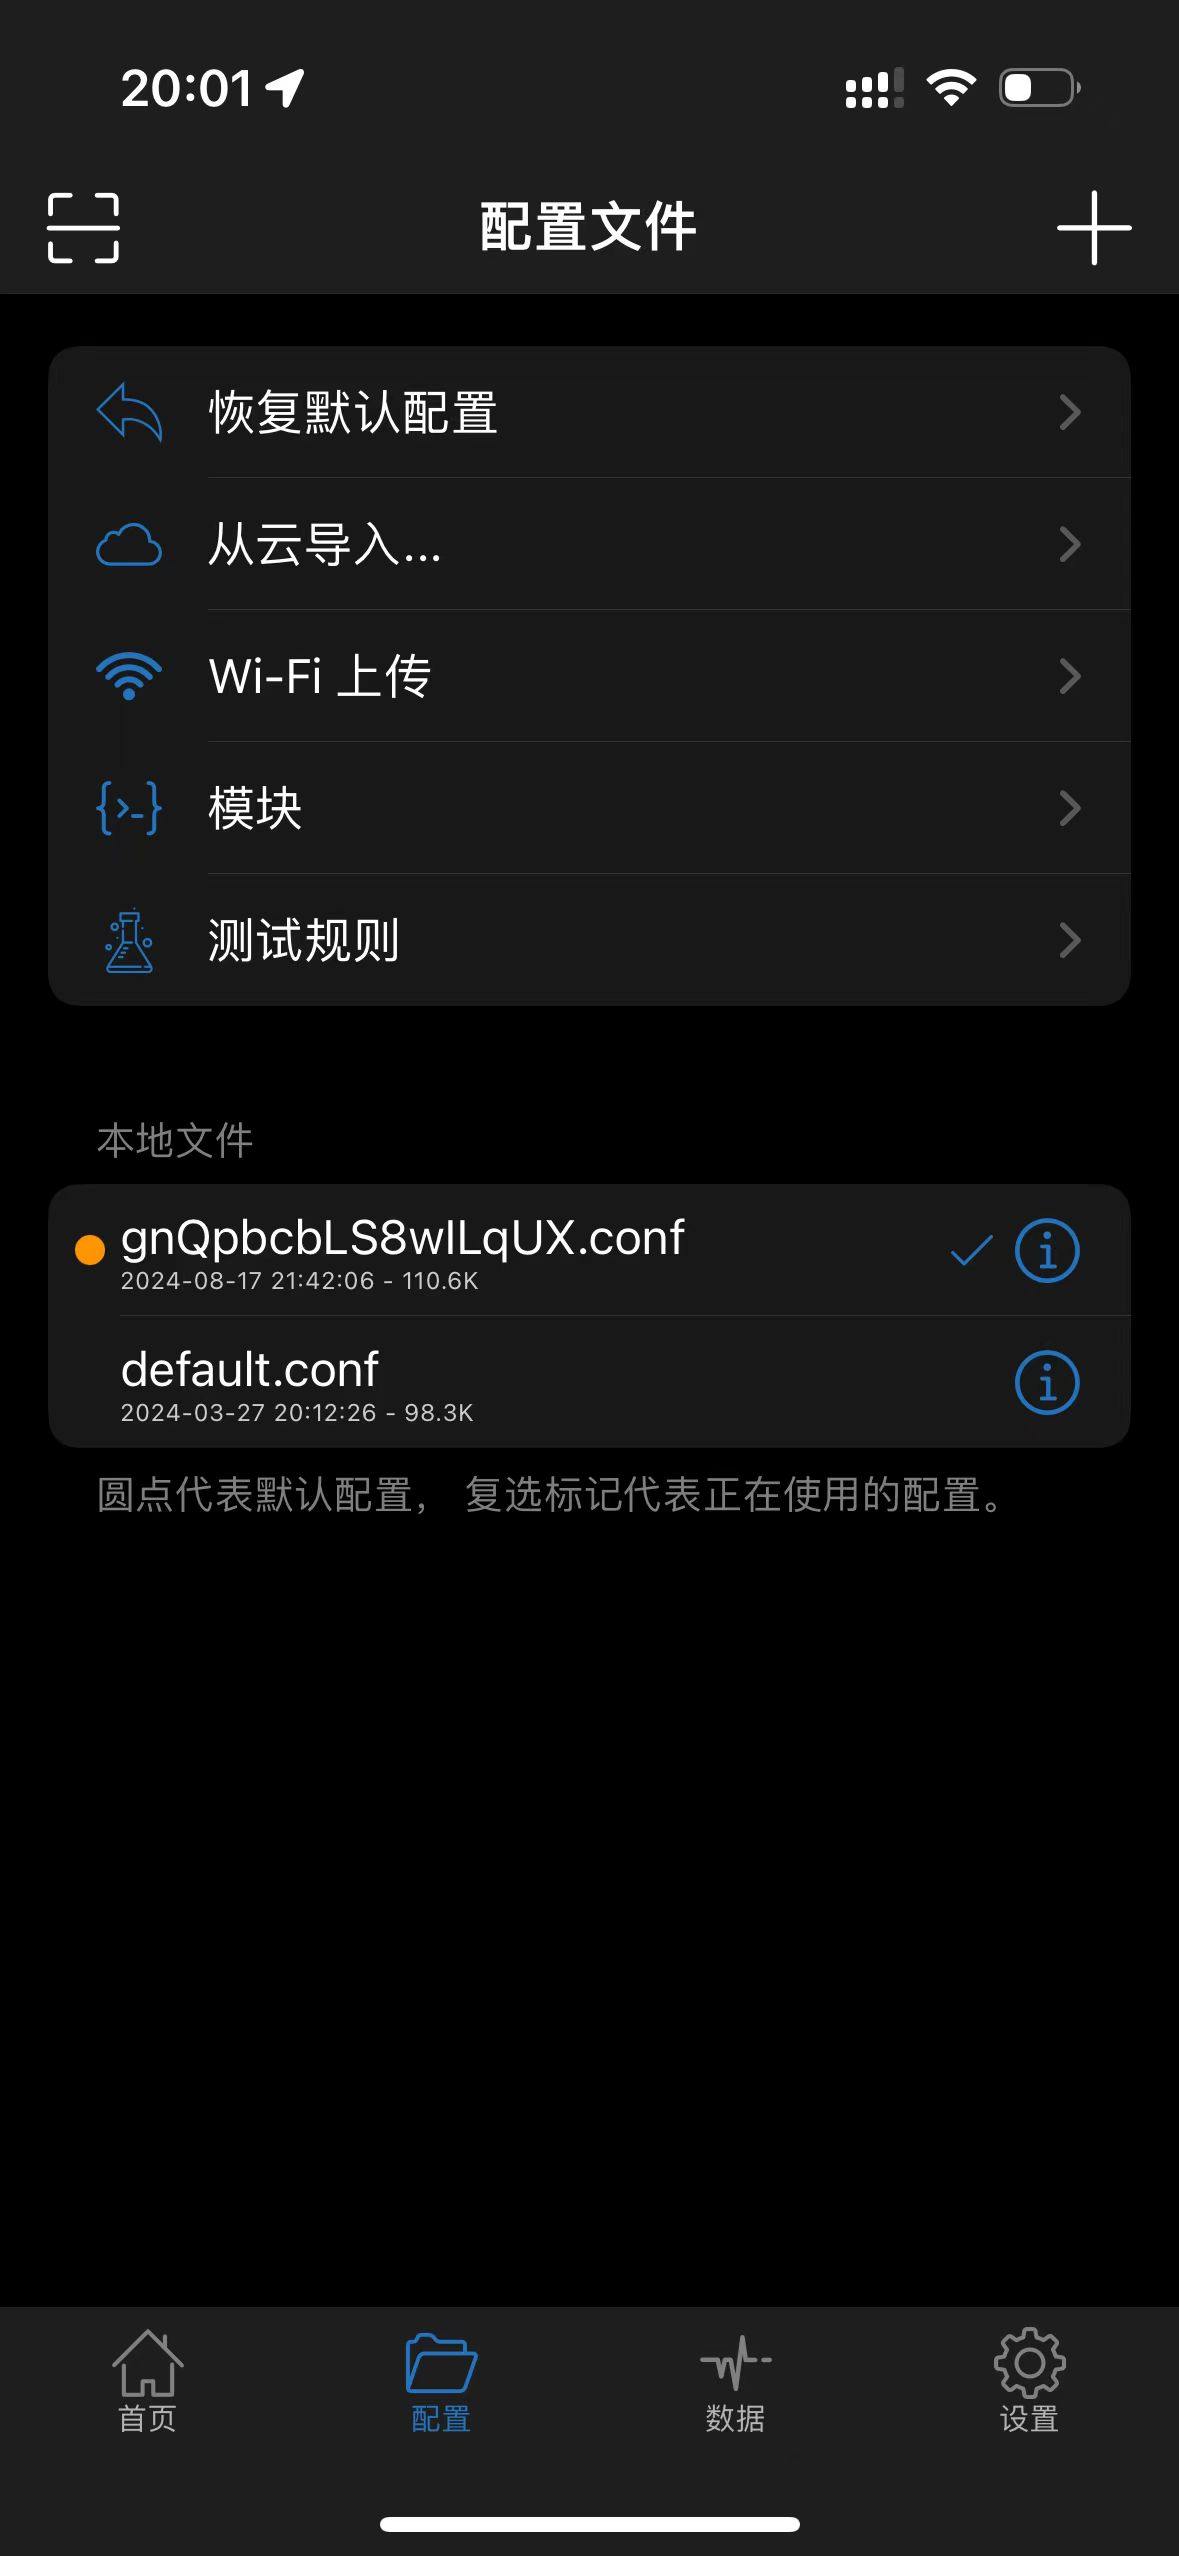 20:01
配置文件
恢复默认配置
从云导入...
Wi-Fi 上传
模块
测试规则
本地文件
gnQpbcbLS8wILqUX.conf
2024-08-17 21:42:06 - 110.6K
default.conf
2024-03-27 20:12:26 - 98.3K
圆点代表默认配置， 复选标记代表正在使用的配置。
首页
配置
数据
设置